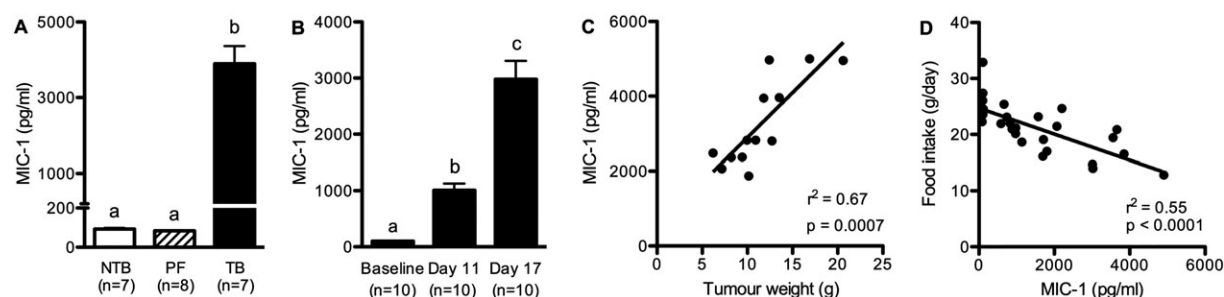 A
MIC-1 (pg/ml)
5000
3000
1000
200
0
a
a
b
NTB
(n=7)
PF
(n=8)
TB
(n=7)
B
MIC-1 (pg/ml)
4000
3000
2000
1000
0
a
b
c
Baseline
(n=10)
Day 11
(n=10)
Day 17
(n=10)
C
MIC-1 (pg/ml)
6000
4000
2000
0
r² = 0.67
p = 0.0007
0 5 10 15 20 25
Tumour weight (g)
D
Food intake (g/day)
40
30
20
10
0
r² = 0.55
p < 0.0001
0 2000 4000 6000
MIC-1 (pg/ml)